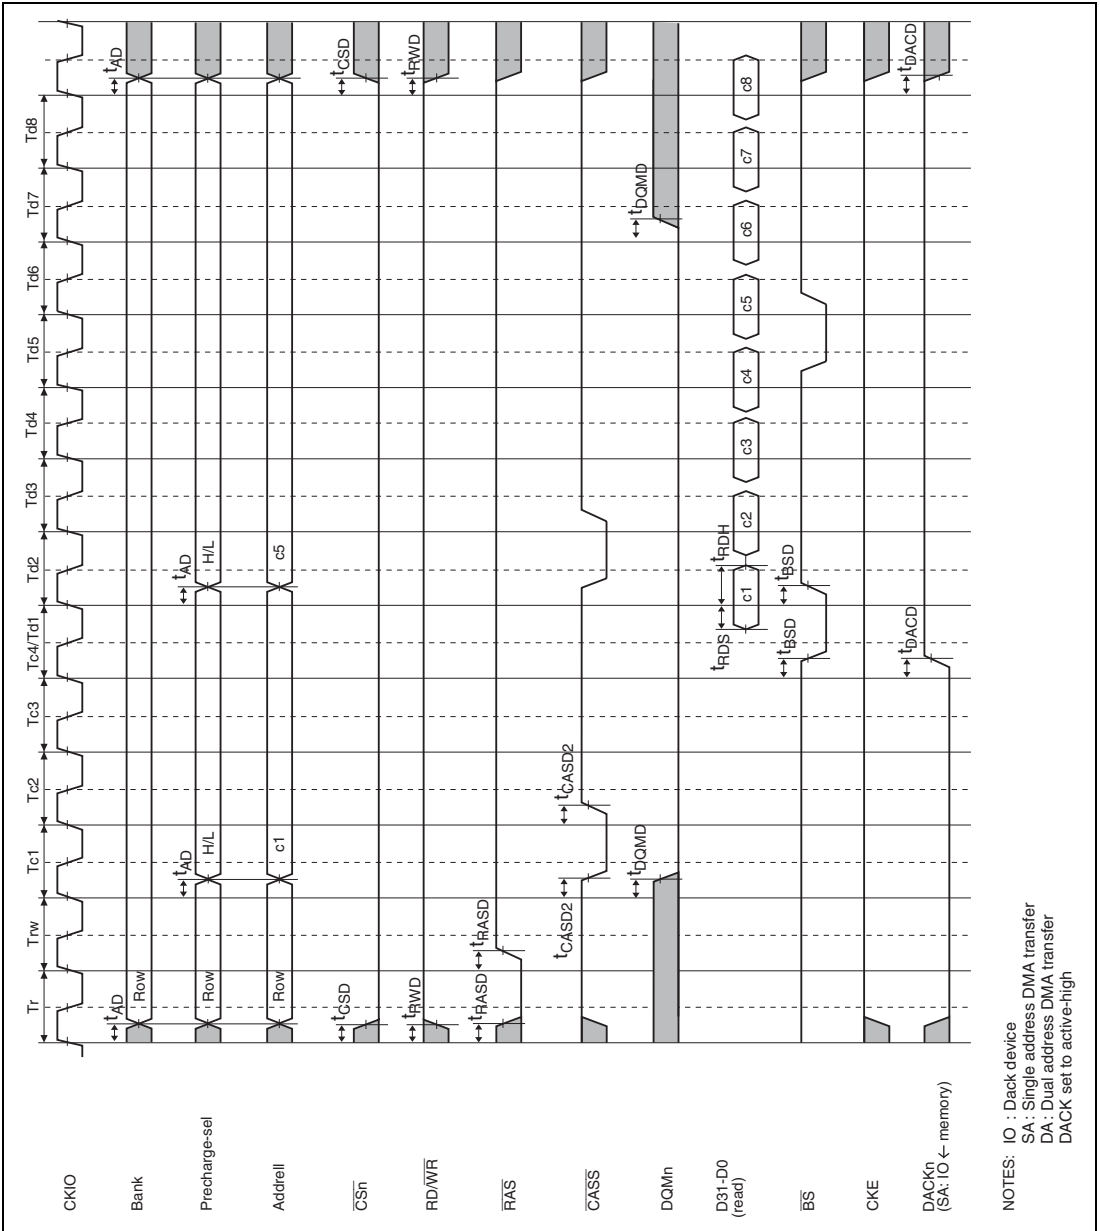 Tr Trw Tc1 Tc2 Tc3 Tc4/Td1 Td2 Td3 Td4 Td5 Td6 Td7 Td8
CKIO
tAD tAD
Bank Row
tAD tAD
Precharge-sel Row H/L H/L
Addrell Row c1 c5
tCSD tCSD
CSn
tRWD tRWD
RD/WR
tRASD tRASD
RAS
tCASD2 tCASD2
CASS
tDQMD tDQMD
DQMn
tRDS tRDH
D31-D0
(read) c1 c2 c3 c4 c5 c6 c7 c8
tBSD tBSD
BS
CKE
tDACD tDACD
DACKn
(SA: IO ← memory)
NOTES: IO : Dack device
SA : Single address DMA transfer
DA : Dual address DMA transfer
DACK set to active-high